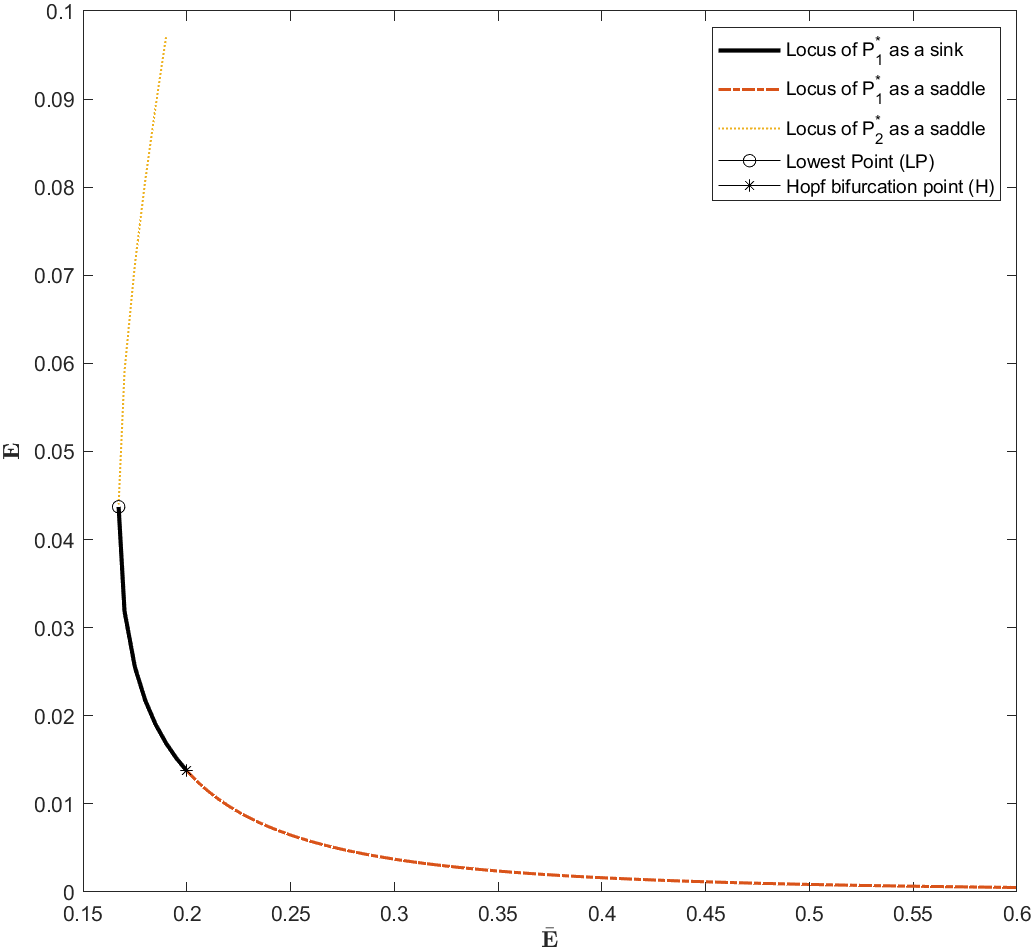 0.1
0.09
0.08
0.07
0.06
0.05
0.04
0.03
0.02
0.01
0
E
Locus of P*1 as a sink
Locus of P*1 as a saddle
Locus of P*2 as a saddle
Lowest Point (LP)
Hopf bifurcation point (H)
0.15 0.2 0.25 0.3 0.35 0.4 0.45 0.5 0.55 0.6
Ē